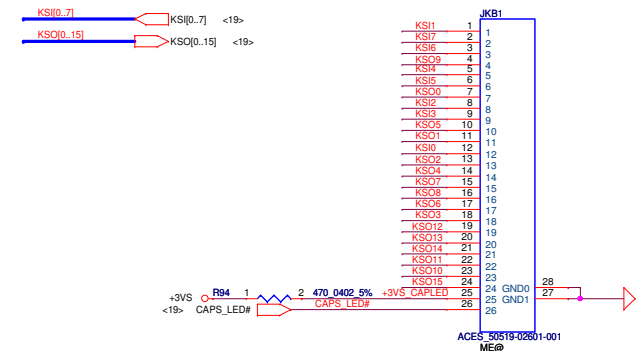 KSI[0..7] KSI[0..7] <19>
KSO[0..15] KSO[0..15] <19>
JKB1
KSI1 1 1
KSI7 2 2
KSI6 3 3
KSO9 4 4
KSI4 5 5
KSI5 6 6
KSO0 7 7
KSI2 8 8
KSI3 9 9
KSO5 10 10
KSO1 11 11
KSI0 12 12
KSO2 13 13
KSO4 14 14
KSO7 15 15
KSO8 16 16
KSO6 17 17
KSO3 18 18
KSO12 19 19
KSO13 20 20
KSO14 21 21
KSO11 22 22
KSO10 23 23
KSO15 24 24 GND0 28
+3VS R94 1 2 470_0402_5% +3VS_CAPLED 25 25 GND1 27
<19> CAPS_LED# CAPS_LED# 26 26
ACES_50519-02601-001
ME@